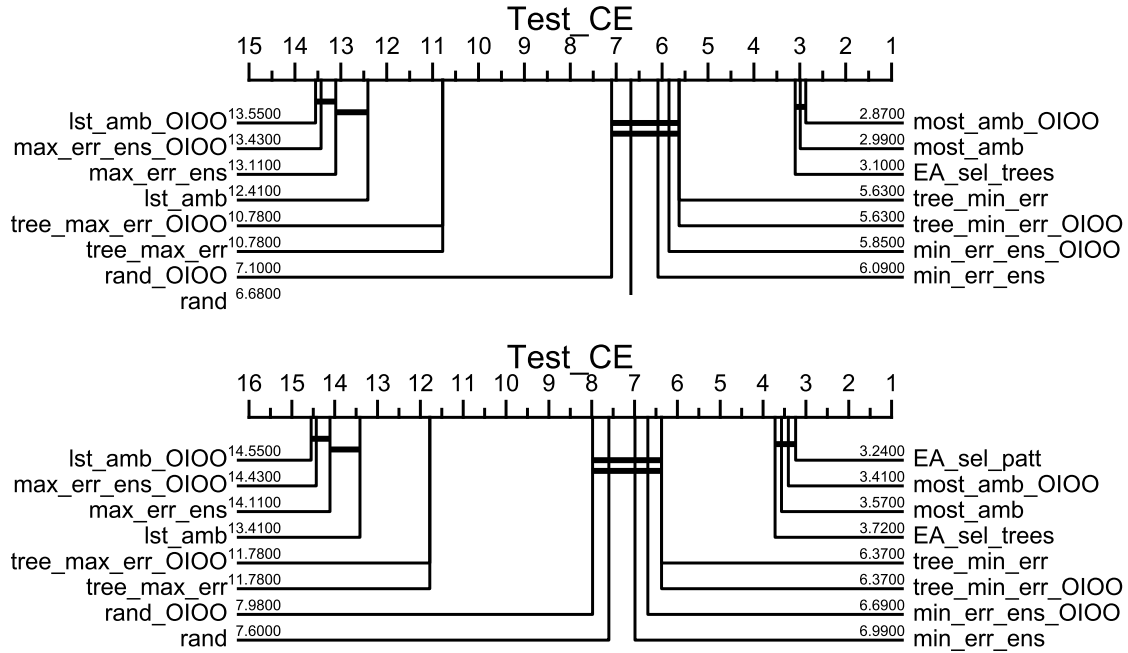 Test_CE
15 14 13 12 11 10 9 8 7 6 5 4 3 2 1
lst_amb_OIOO 13.5500 2.8700 most_amb_OIOO
max_err_ens_OIOO 13.4300 2.9900 most_amb
max_err_ens 13.1100 3.1000 EA_sel_trees
lst_amb 12.4100 5.6300 tree_min_err
tree_max_err_OIOO 10.7800 5.6300 tree_min_err_OIOO
tree_max_err 10.7800 5.8500 min_err_ens_OIOO
rand_OIOO 7.1000 6.0900 min_err_ens
rand 6.6800
Test_CE
16 15 14 13 12 11 10 9 8 7 6 5 4 3 2 1
lst_amb_OIOO 14.5500 3.2400 EA_sel_patt
max_err_ens_OIOO 14.4300 3.4100 most_amb_OIOO
max_err_ens 14.1100 3.5700 most_amb
lst_amb 13.4100 3.7200 EA_sel_trees
tree_max_err_OIOO 11.7800 6.3700 tree_min_err
tree_max_err 11.7800 6.3700 tree_min_err_OIOO
rand_OIOO 7.9800 6.6900 min_err_ens_OIOO
rand 7.6000 6.9900 min_err_ens